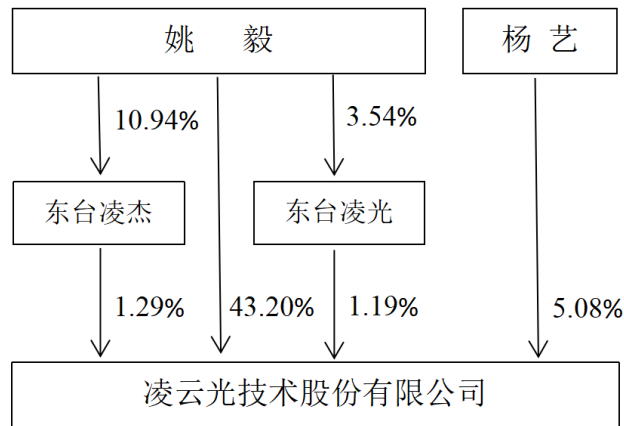 姚 毅
杨 艺
10.94%
3.54%
东台凌杰
东台凌光
1.29%
43.20%
1.19%
5.08%
凌云光技术股份有限公司